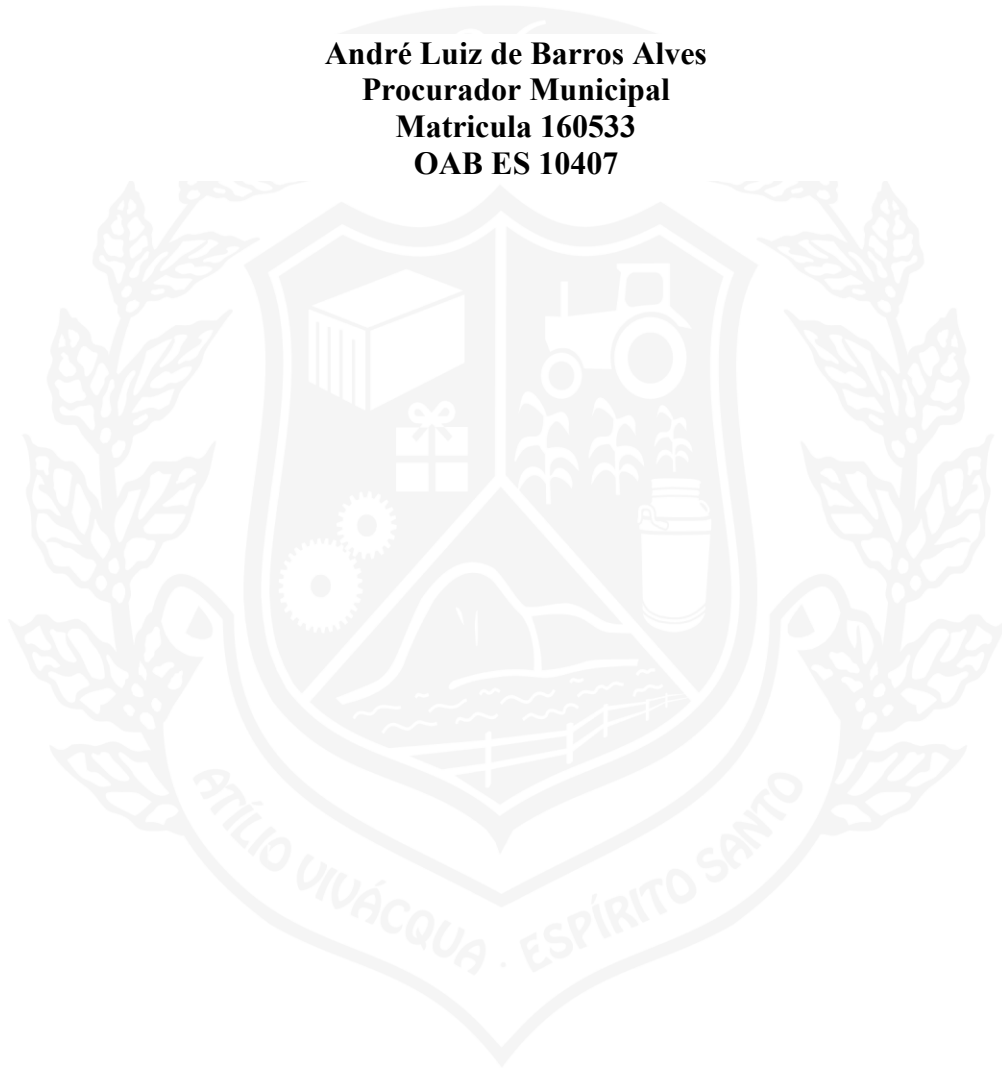 André Luiz de Barros Alves
Procurador Municipal
Matricula 160533
OAB ES 10407
ATÍLIO VIVÁCQUA · ESPÍRITO SANTO